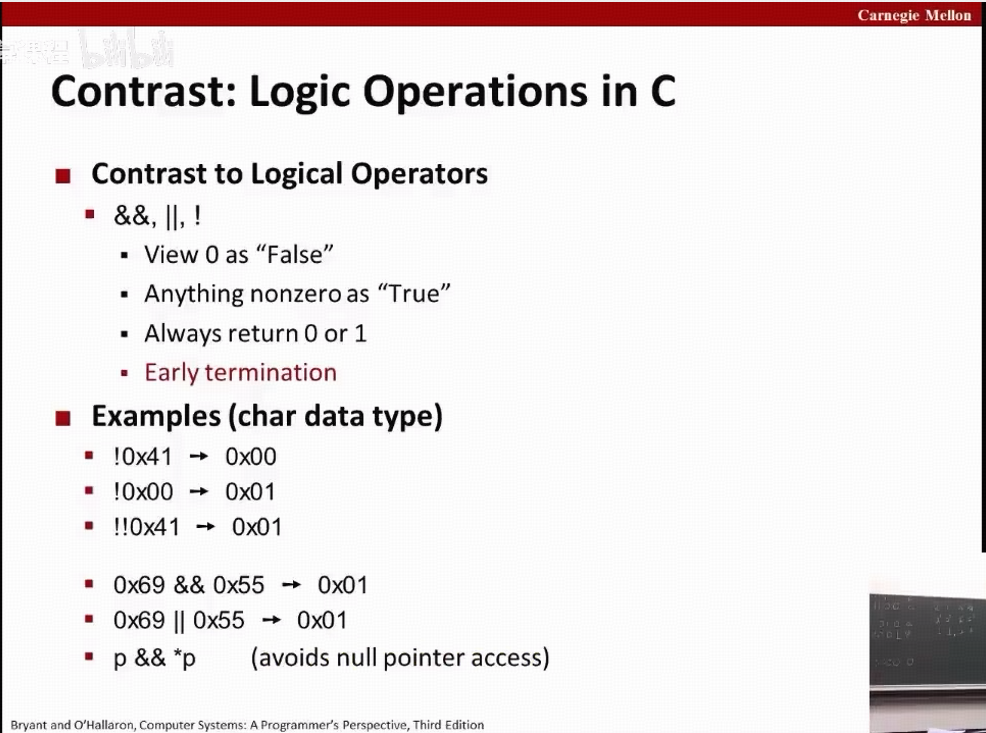 Carnegie Mellon
bilibili
Contrast: Logic Operations in C
Contrast to Logical Operators
&&, ||, !
View 0 as “False”
Anything nonzero as “True”
Always return 0 or 1
Early termination
Examples (char data type)
!0x41 → 0x00
!0x00 → 0x01
!!0x41 → 0x01
0x69 && 0x55 → 0x01
0x69 || 0x55 → 0x01
p && *p (avoids null pointer access)
Bryant and O’Hallaron, Computer Systems: A Programmer’s Perspective, Third Edition